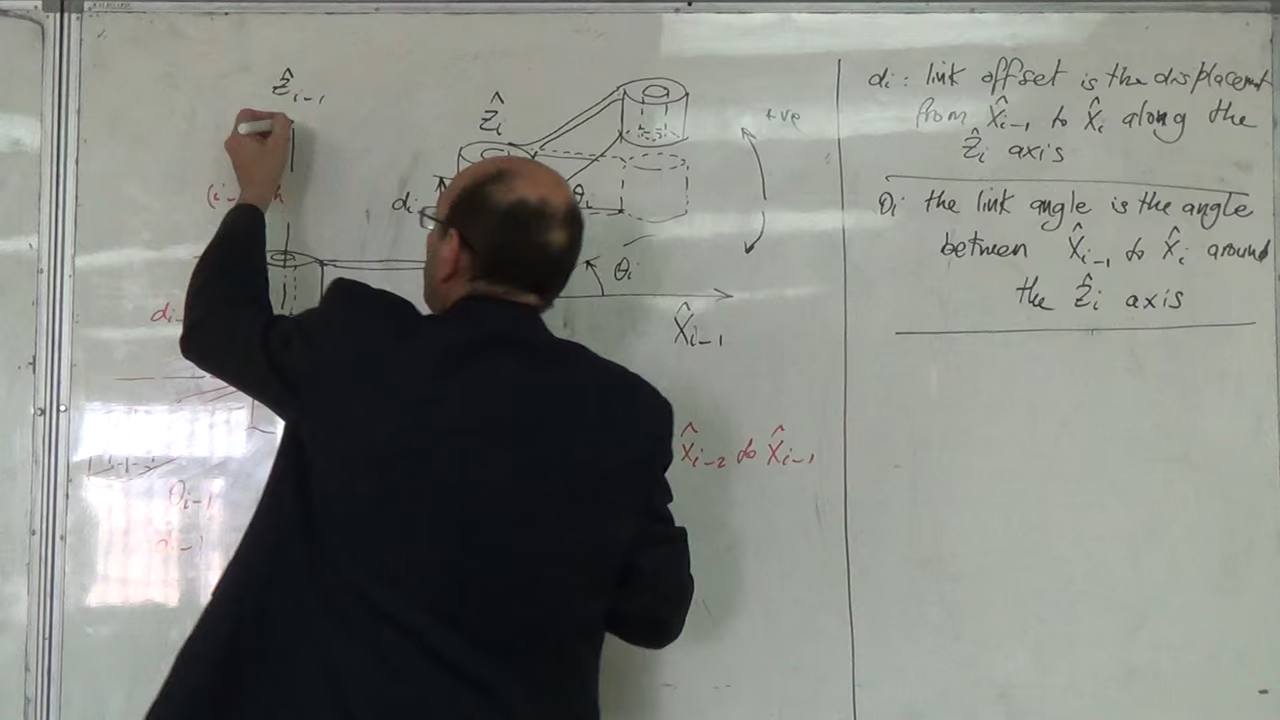 Ẑi-1
Ẑi
+ve
di
θi
θi
X̂i-1
X̂i-2 to X̂i-1
θi-1
di-1
di : link offset is the displacement
from X̂i-1 to X̂i along the
Ẑi axis
θi the link angle is the angle
between X̂i-1 to X̂i around
the Ẑi axis